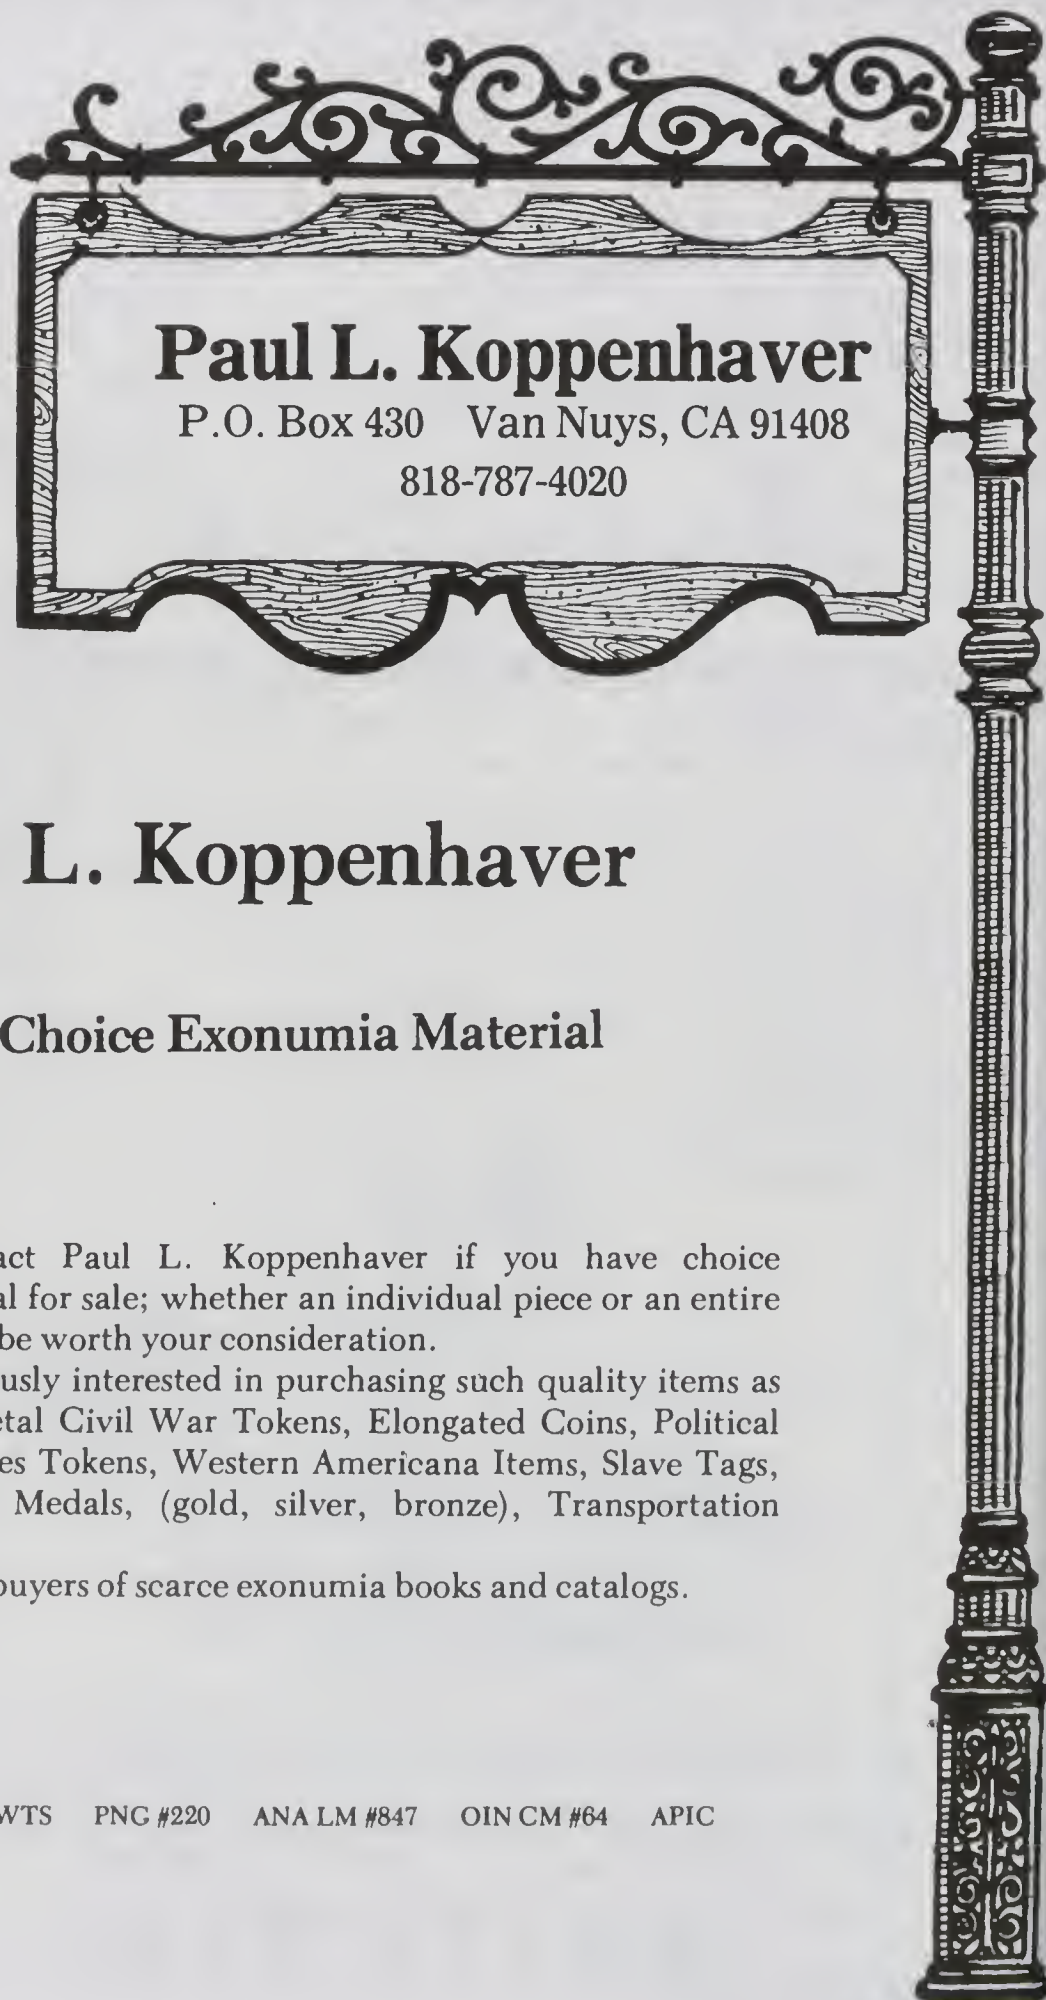 Paul L. Koppenhaver
P.O. Box 430 Van Nuys, CA 91408
818-787-4020
L. Koppenhaver
Choice Exonumia Material
act Paul L. Koppenhaver if you have choice
al for sale; whether an individual piece or an entire
be worth your consideration.
usly interested in purchasing such quality items as
etal Civil War Tokens, Elongated Coins, Political
es Tokens, Western Americana Items, Slave Tags,
Medals, (gold, silver, bronze), Transportation
buyers of scarce exonumia books and catalogs.
WTS PNG #220 ANA LM #847 OIN CM #64 APIC